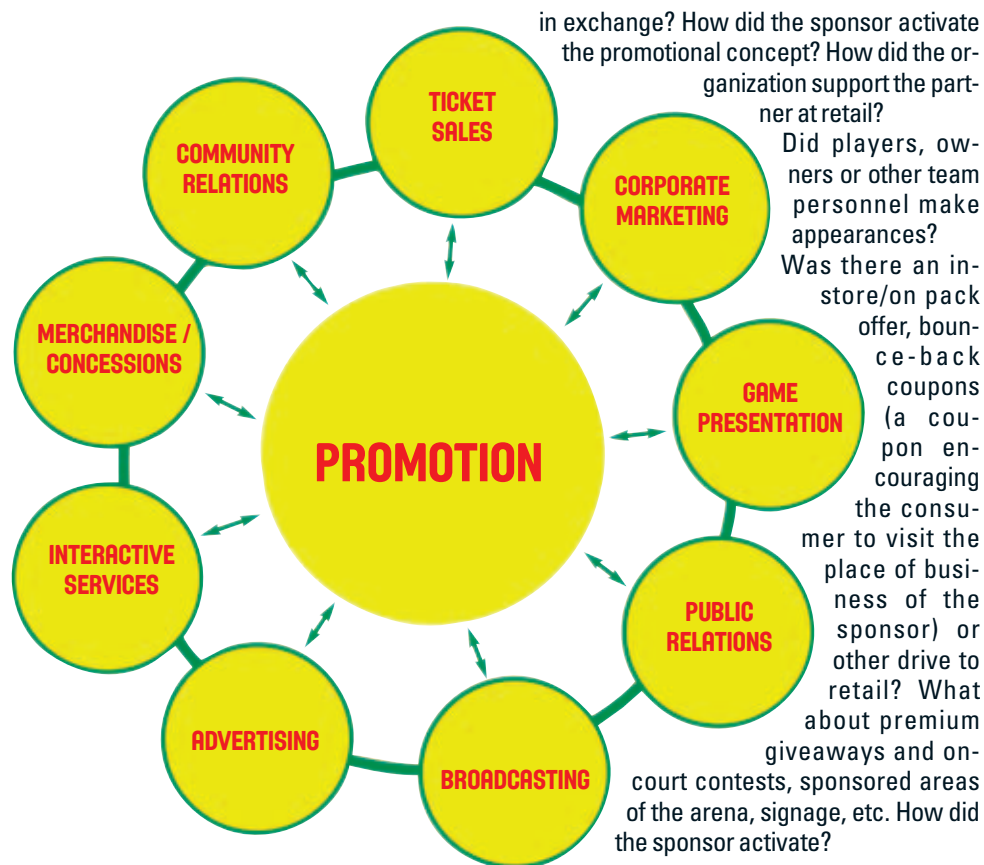 in exchange? How did the sponsor activate
the promotional concept? How did the or-
ganization support the part-
ner at retail?
Did players, ow-
ners or other team
personnel make
appearances?
Was there an in-
store/on pack
offer, boun-
ce-back
coupons
(a cou-
pon en-
couraging
the consu-
mer to visit the
place of busi-
ness of the
sponsor) or
other drive to
retail? What
about premium
giveaways and on-
court contests, sponsored areas
of the arena, signage, etc. How did
the sponsor activate?
TICKET
SALES
COMMUNITY
RELATIONS
CORPORATE
MARKETING
MERCHANDISE /
CONCESSIONS
GAME
PRESENTATION
PROMOTION
INTERACTIVE
SERVICES
PUBLIC
RELATIONS
ADVERTISING
BROADCASTING